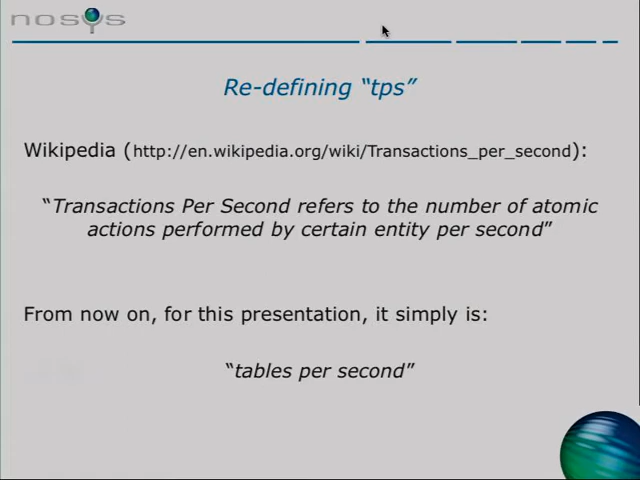 nosys
Re-defining “tps”
Wikipedia (http://en.wikipedia.org/wiki/Transactions_per_second):
“Transactions Per Second refers to the number of atomic
actions performed by certain entity per second”
From now on, for this presentation, it simply is:
“tables per second”